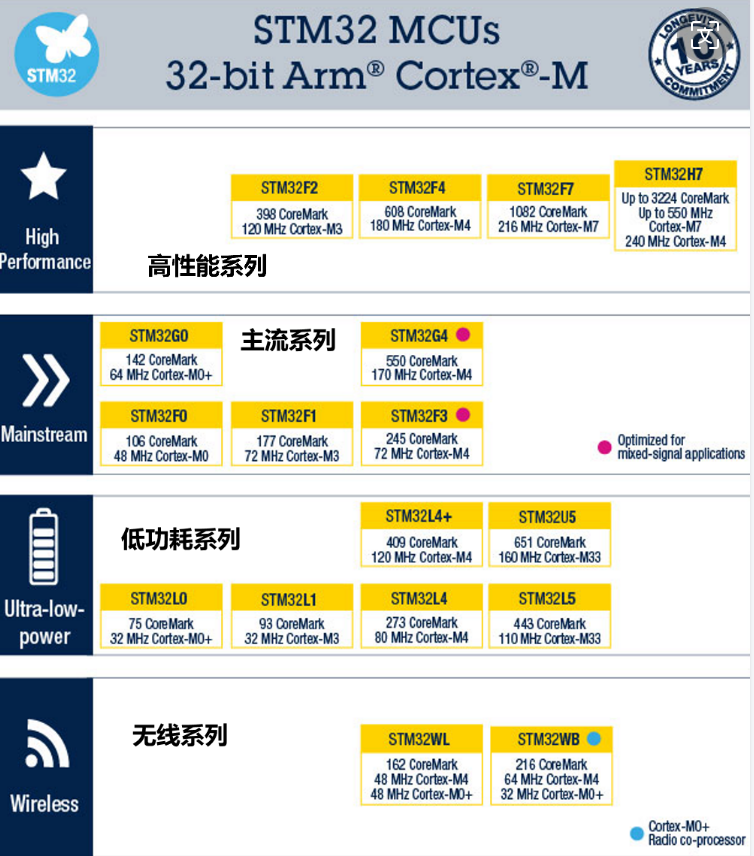 STM32
STM32 MCUs
32-bit Arm® Cortex®-M
LONGEVITY
10
YEARS
COMMITMENT
High
Performance
高性能系列
STM32F2
398 CoreMark
120 MHz Cortex-M3
STM32F4
608 CoreMark
180 MHz Cortex-M4
STM32F7
1082 CoreMark
216 MHz Cortex-M7
STM32H7
Up to 3224 CoreMark
Up to 550 MHz
Cortex-M7
240 MHz Cortex-M4
Mainstream
主流系列
STM32G0
142 CoreMark
64 MHz Cortex-M0+
STM32G4
550 CoreMark
170 MHz Cortex-M4
STM32F0
106 CoreMark
48 MHz Cortex-M0
STM32F1
177 CoreMark
72 MHz Cortex-M3
STM32F3
245 CoreMark
72 MHz Cortex-M4
Optimized for
mixed-signal applications
Ultra-low-
power
低功耗系列
STM32L4+
409 CoreMark
120 MHz Cortex-M4
STM32U5
651 CoreMark
160 MHz Cortex-M33
STM32L0
75 CoreMark
32 MHz Cortex-M0+
STM32L1
93 CoreMark
32 MHz Cortex-M3
STM32L4
273 CoreMark
80 MHz Cortex-M4
STM32L5
443 CoreMark
110 MHz Cortex-M33
Wireless
无线系列
STM32WL
162 CoreMark
48 MHz Cortex-M4
48 MHz Cortex-M0+
STM32WB
216 CoreMark
64 MHz Cortex-M4
32 MHz Cortex-M0+
Cortex-M0+
Radio co-processor